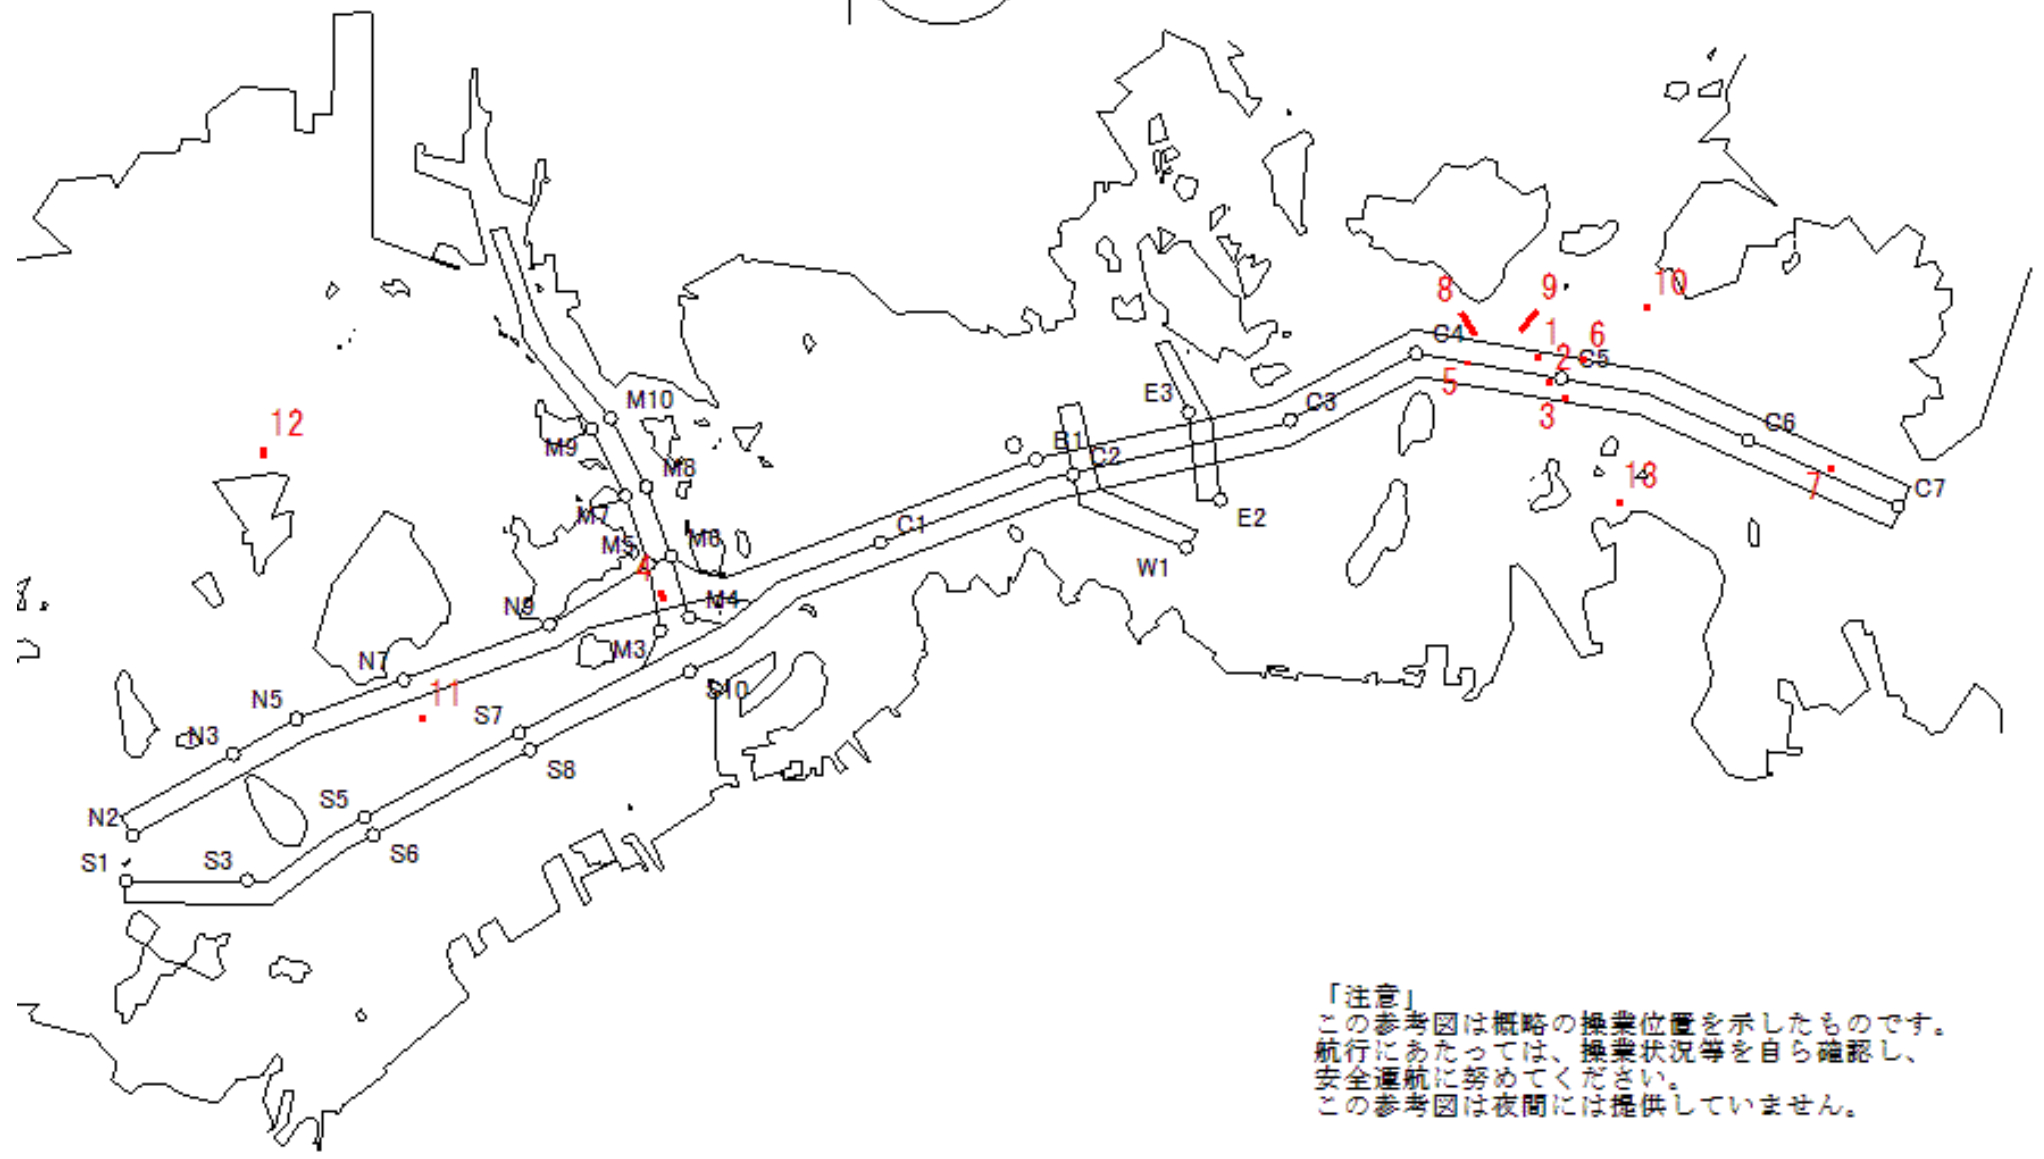 8
9
10
C4
1
6
2
C5
5
3
E3
C3
M10
12
C6
B1
M9
C2
M8
7
C7
13
E2
M7
C1
M5
M6
4
W1
N9
M4
M3
N7
S10
N5
11
S7
N3
S8
S5
N2
S6
S1
S3
「注意」
この参考図は概略の操業位置を示したものです。
航行にあたっては、操業状況等を自ら確認し、
安全運航に努めてください。
この参考図は夜間には提供していません。